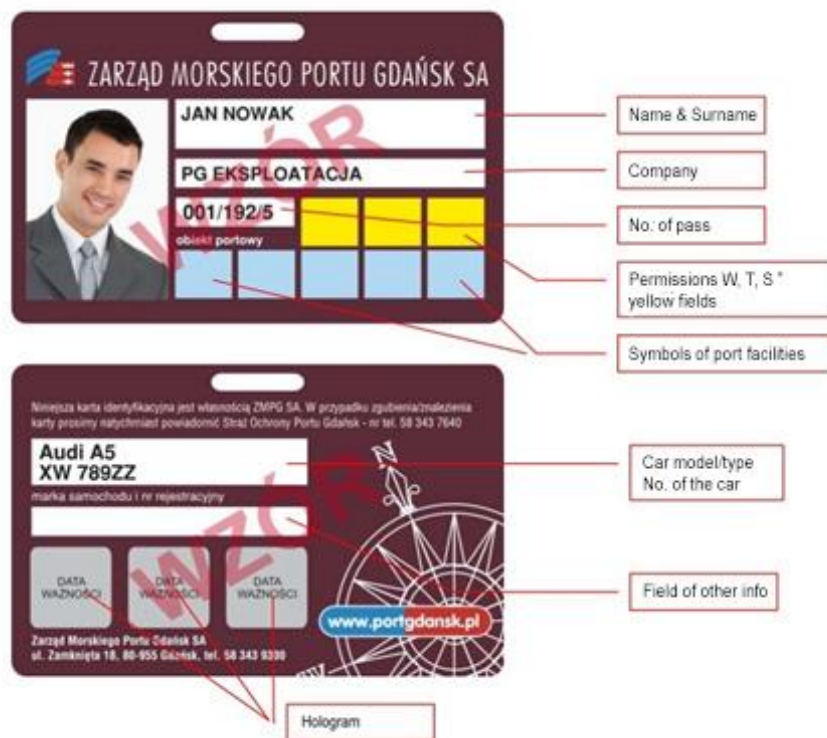 ZARZĄD MORSKIEGO PORTU GDAŃSK SA
JAN NOWAK
Name & Surname
PG EKSPLOATACJA
Company
001/192/5
No. of pass
obiekt portowy
Permissions W, T, S *
yellow fields
Symbols of port facilities
WZÓR
Niniejsza karta identyfikacyjna jest własnością ZMPG SA. W przypadku zgubienia/znalezienia
karty prosimy natychmiast powiadomić Straż Ochrony Portu Gdańsk - nr tel. 58 343 7640
Audi A5
XW 789ZZ
Car model/type
No. of the car
marka samochodu i nr rejestracyjny
N
WZÓR
DATA WAŻNOŚCI
DATA WAŻNOŚCI
DATA WAŻNOŚCI
Field of other info
www.portgdansk.pl
Zarząd Morskiego Portu Gdańsk SA
ul. Zamknięta 18, 80-955 Gdańsk, tel. 58 343 9300
Hologram